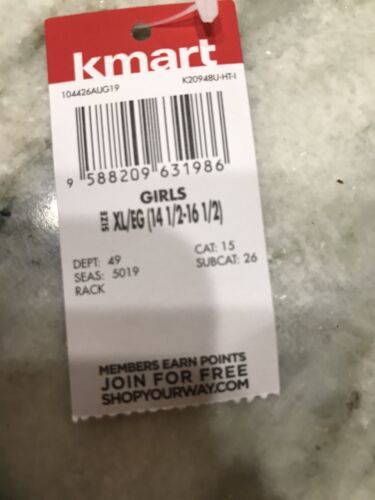 kmart
104426AUG19 K20948U-HT-I
9 588209 631986
GIRLS
SIZE XL/EG (14 1/2-16 1/2)
DEPT: 49 CAT: 15
SEAS: 5019 SUBCAT: 26
RACK
MEMBERS EARN POINTS
JOIN FOR FREE
SHOPYOURWAY.COM